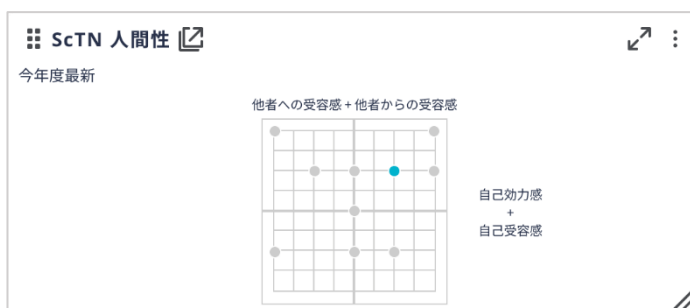 ScTN 人間性
今年度最新
他者への受容感 + 他者からの受容感
自己効力感
+
自己受容感